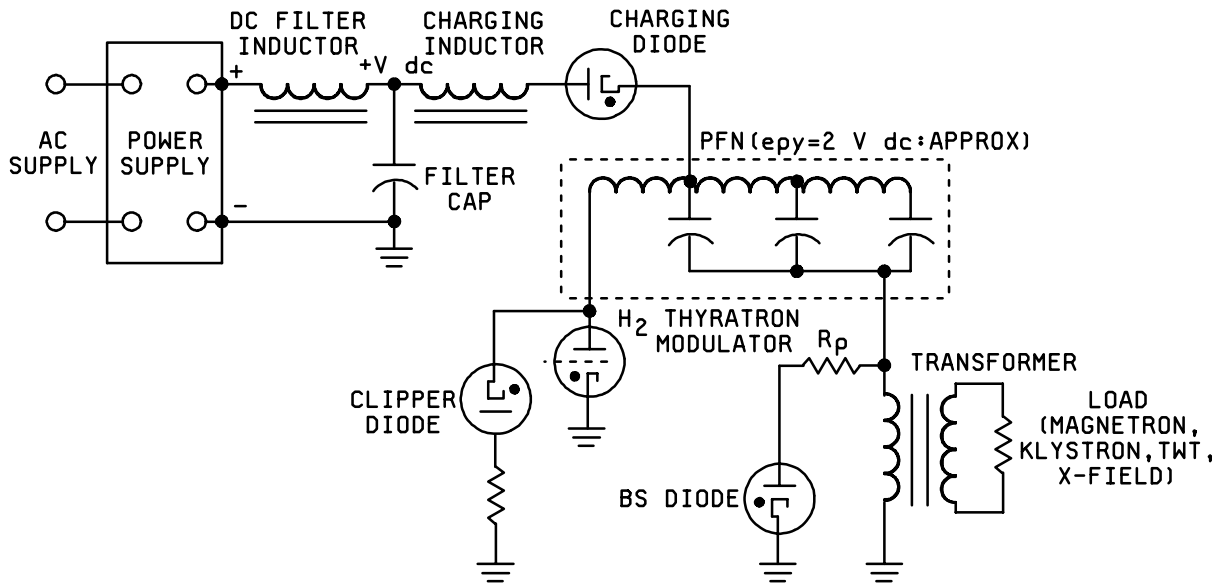 DC FILTER
INDUCTOR
CHARGING
INDUCTOR
CHARGING
DIODE
+
+V dc
AC
SUPPLY
POWER
SUPPLY
PFN(epy=2 V dc:APPROX)
FILTER
CAP
-
H2 THYRATRON
MODULATOR
Rp
TRANSFORMER
CLIPPER
DIODE
LOAD
(MAGNETRON,
KLYSTRON,TWT,
X-FIELD)
BS DIODE